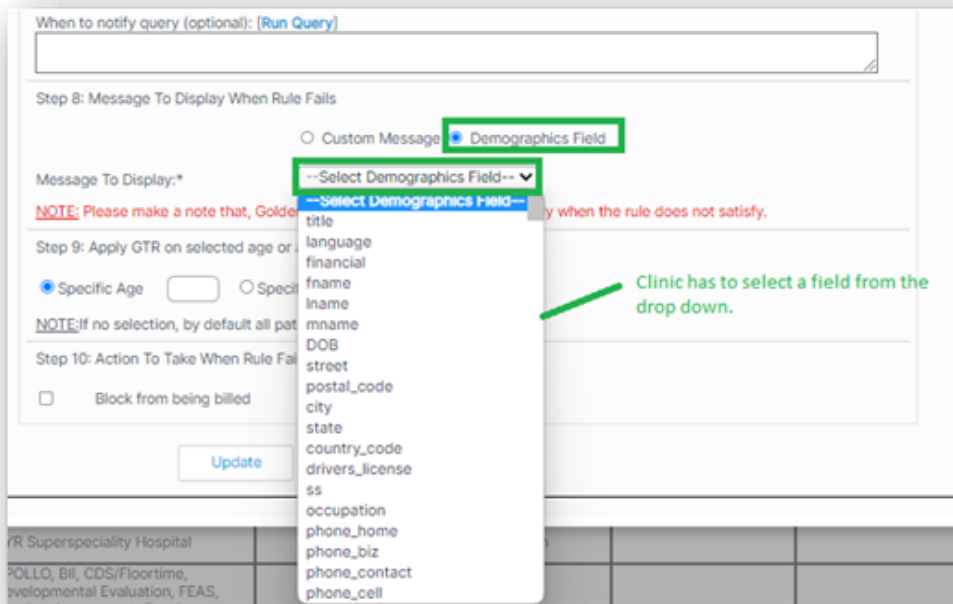 When to notify query (optional): [Run Query]
Step 8: Message To Display When Rule Fails
Custom Message Demographics Field
Message To Display:* --Select Demographics Field--
--Select Demographics Field--
NOTE: Please make a note that, Golden y when the rule does not satisfy.
title
Step 9: Apply GTR on selected age or a
language
financial
Specific Age Specif
fname
Clinic has to select a field from the
drop down.
lname
NOTE:If no selection, by default all pat
mname
DOB
Step 10: Action To Take When Rule Fai
street
postal_code
Block from being billed
city
state
country_code
Update
drivers_license
ss
occupation
phone_home
YR Superspeciality Hospital
phone_biz
POLLO, BII, CDS/Floortime,
phone_contact
evelopmental Evaluation, FEAS,
phone_cell